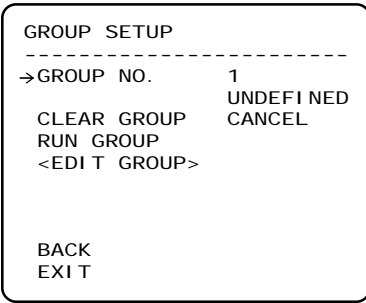 GROUP SETUP
------------------------
→GROUP NO. 1
UNDEFINED
CLEAR GROUP CANCEL
RUN GROUP
<EDIT GROUP>
BACK
EXIT